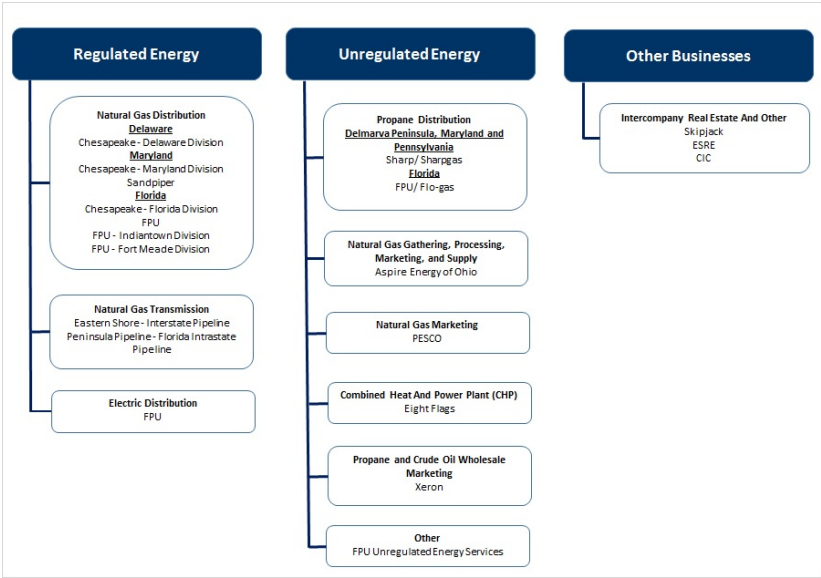 Regulated Energy
Natural Gas Distribution
Delaware
Chesapeake - Delaware Division
Maryland
Chesapeake - Maryland Division
Sandpiper
Florida
Chesapeake - Florida Division
FPU
FPU - Indiantown Division
FPU - Fort Meade Division
Natural Gas Transmission
Eastern Shore - Interstate Pipeline
Peninsula Pipeline - Florida Intrastate
Pipeline
Electric Distribution
FPU
Unregulated Energy
Propane Distribution
Delmarva Peninsula, Maryland and
Pennsylvania
Sharp/ Sharpgas
Florida
FPU/ Flo-gas
Natural Gas Gathering, Processing,
Marketing, and Supply
Aspire Energy of Ohio
Natural Gas Marketing
PESCO
Combined Heat And Power Plant (CHP)
Eight Flags
Propane and Crude Oil Wholesale
Marketing
Xeron
Other
FPU Unregulated Energy Services
Other Businesses
Intercompany Real Estate And Other
Skipjack
ESRE
CIC